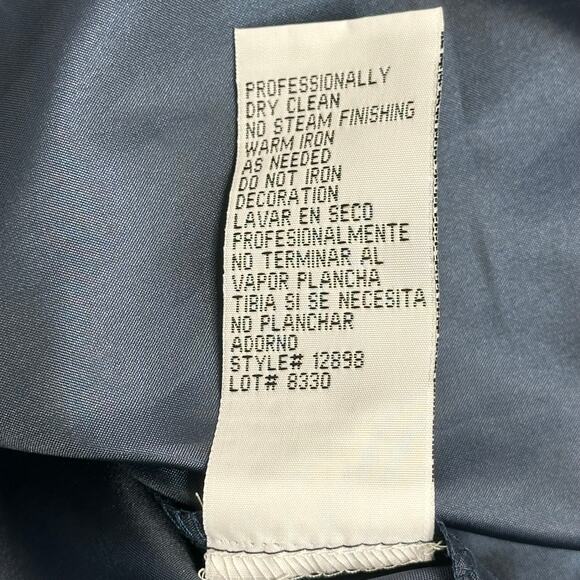 PROFESSIONALLY
DRY CLEAN
NO STEAM FINISHING
WARM IRON
AS NEEDED
DO NOT IRON
DECORATION
LAVAR EN SECO
PROFESIONALMENTE
NO TERMINAR AL
VAPOR PLANCHA
TIBIA SI SE NECESITA
NO PLANCHAR
ADORNO
STYLE# 12898
LOT# 8330